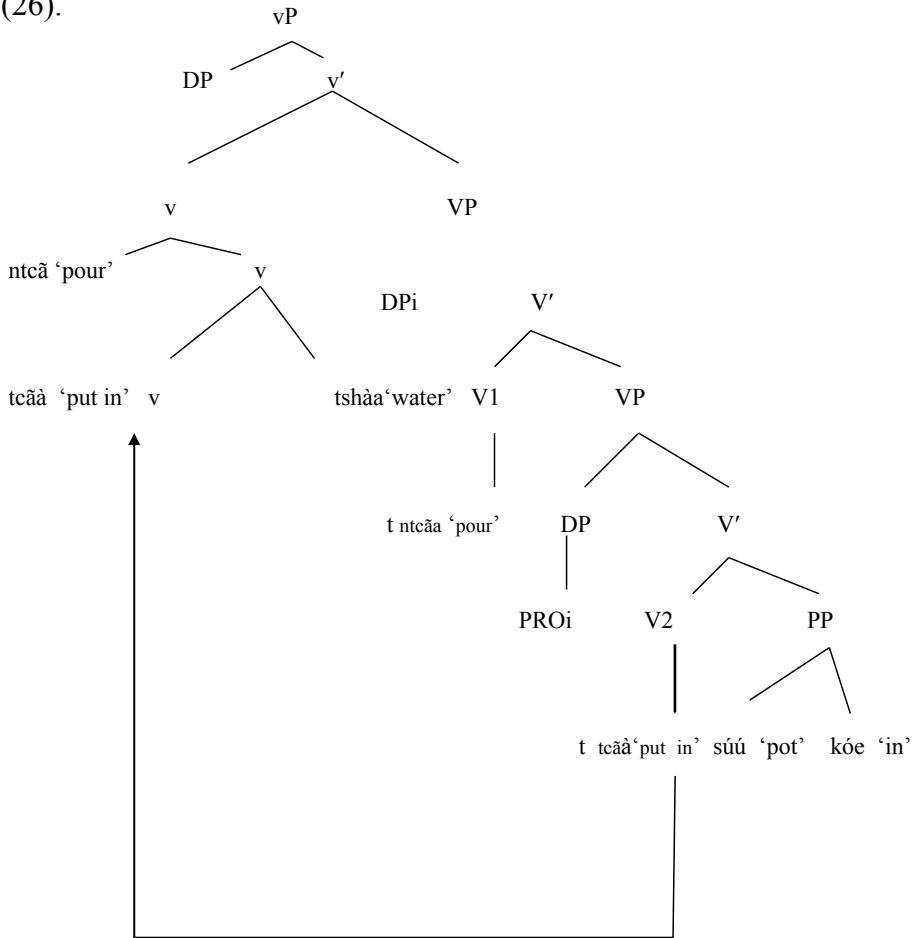 (26).
vP
DP v′
v VP
ntcã ‘pour’ v
DPi V′
tcãà ‘put in’ v tshàa‘water’ V1 VP
t ntcãa ‘pour’ DP V′
PROi V2 PP
t tcãà‘put in’ súú ‘pot’ kóe ‘in’